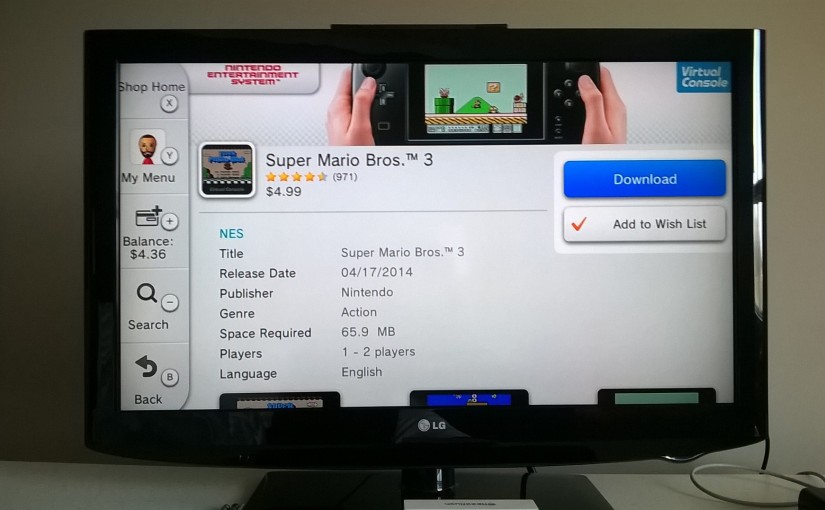 Shop Home
X
Y
My Menu
+
Balance:
$4.36
−
Search
B
Back
NINTENDO
ENTERTAINMENT
SYSTEM™
Virtual
Console
Super Mario Bros.™ 3
(971)
$4.99
Download
Add to Wish List
NES
Title Super Mario Bros.™ 3
Release Date 04/17/2014
Publisher Nintendo
Genre Action
Space Required 65.9 MB
Players 1 - 2 players
Language English
LG